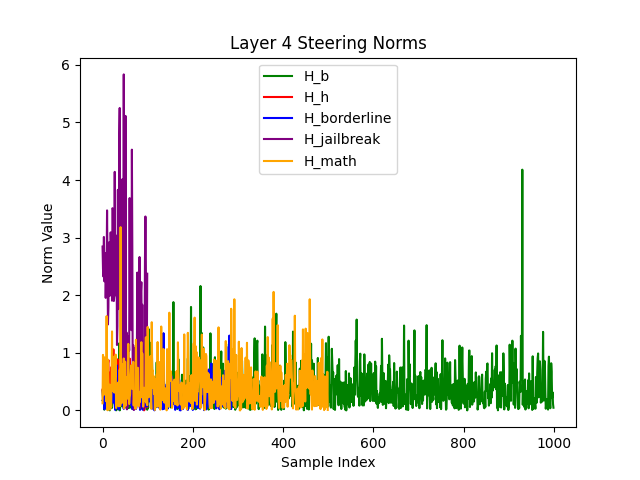 Layer 4 Steering Norms
H_b
H_h
H_borderline
H_jailbreak
H_math
Norm Value
6
5
4
3
2
1
0
0 200 400 600 800 1000
Sample Index